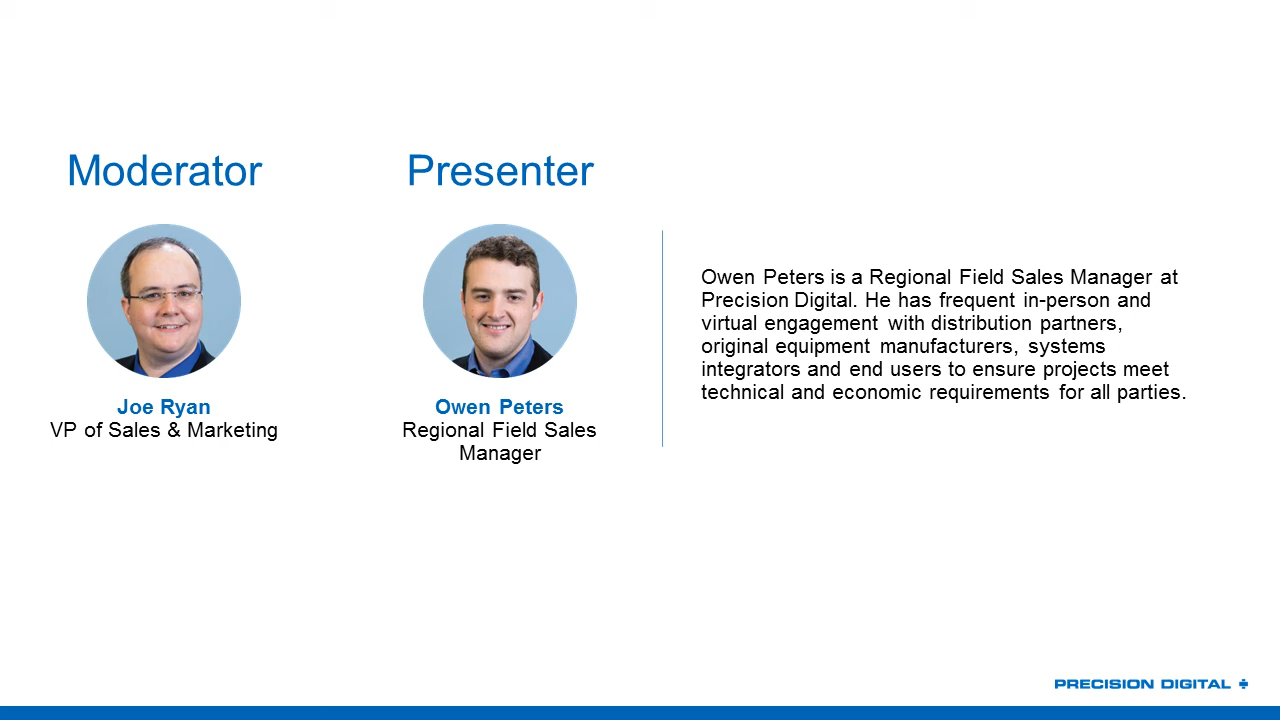 Moderator
Presenter
Joe Ryan
VP of Sales & Marketing
Owen Peters
Regional Field Sales
Manager
Owen Peters is a Regional Field Sales Manager at
Precision Digital. He has frequent in-person and
virtual engagement with distribution partners,
original equipment manufacturers, systems
integrators and end users to ensure projects meet
technical and economic requirements for all parties.
PRECISION DIGITAL